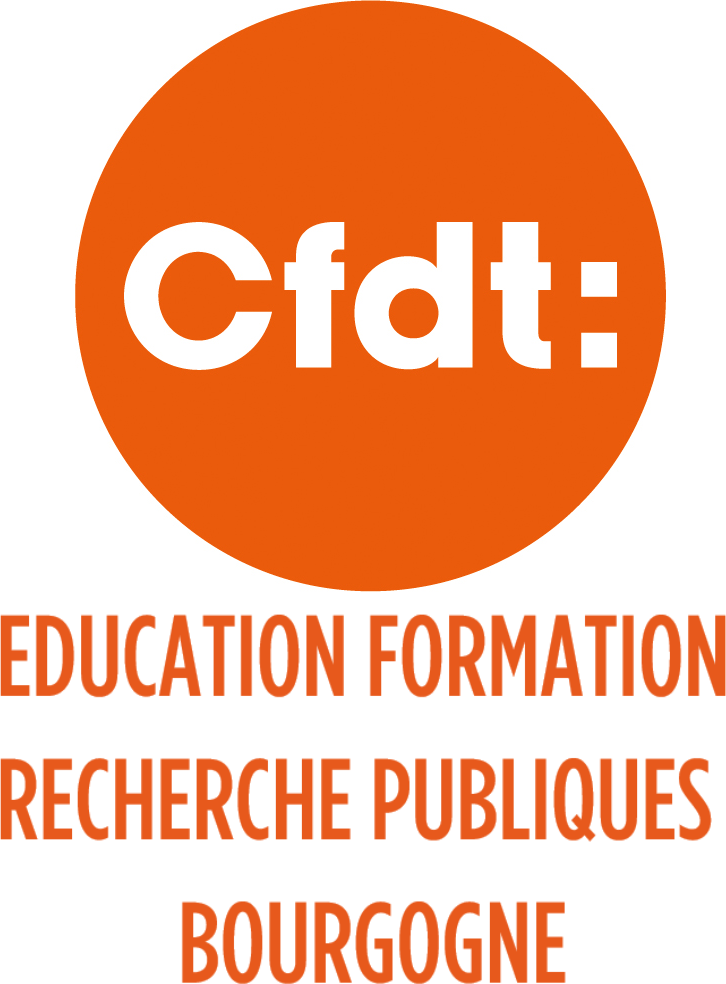 Cfdt:
EDUCATION FORMATION
RECHERCHE PUBLIQUES
BOURGOGNE